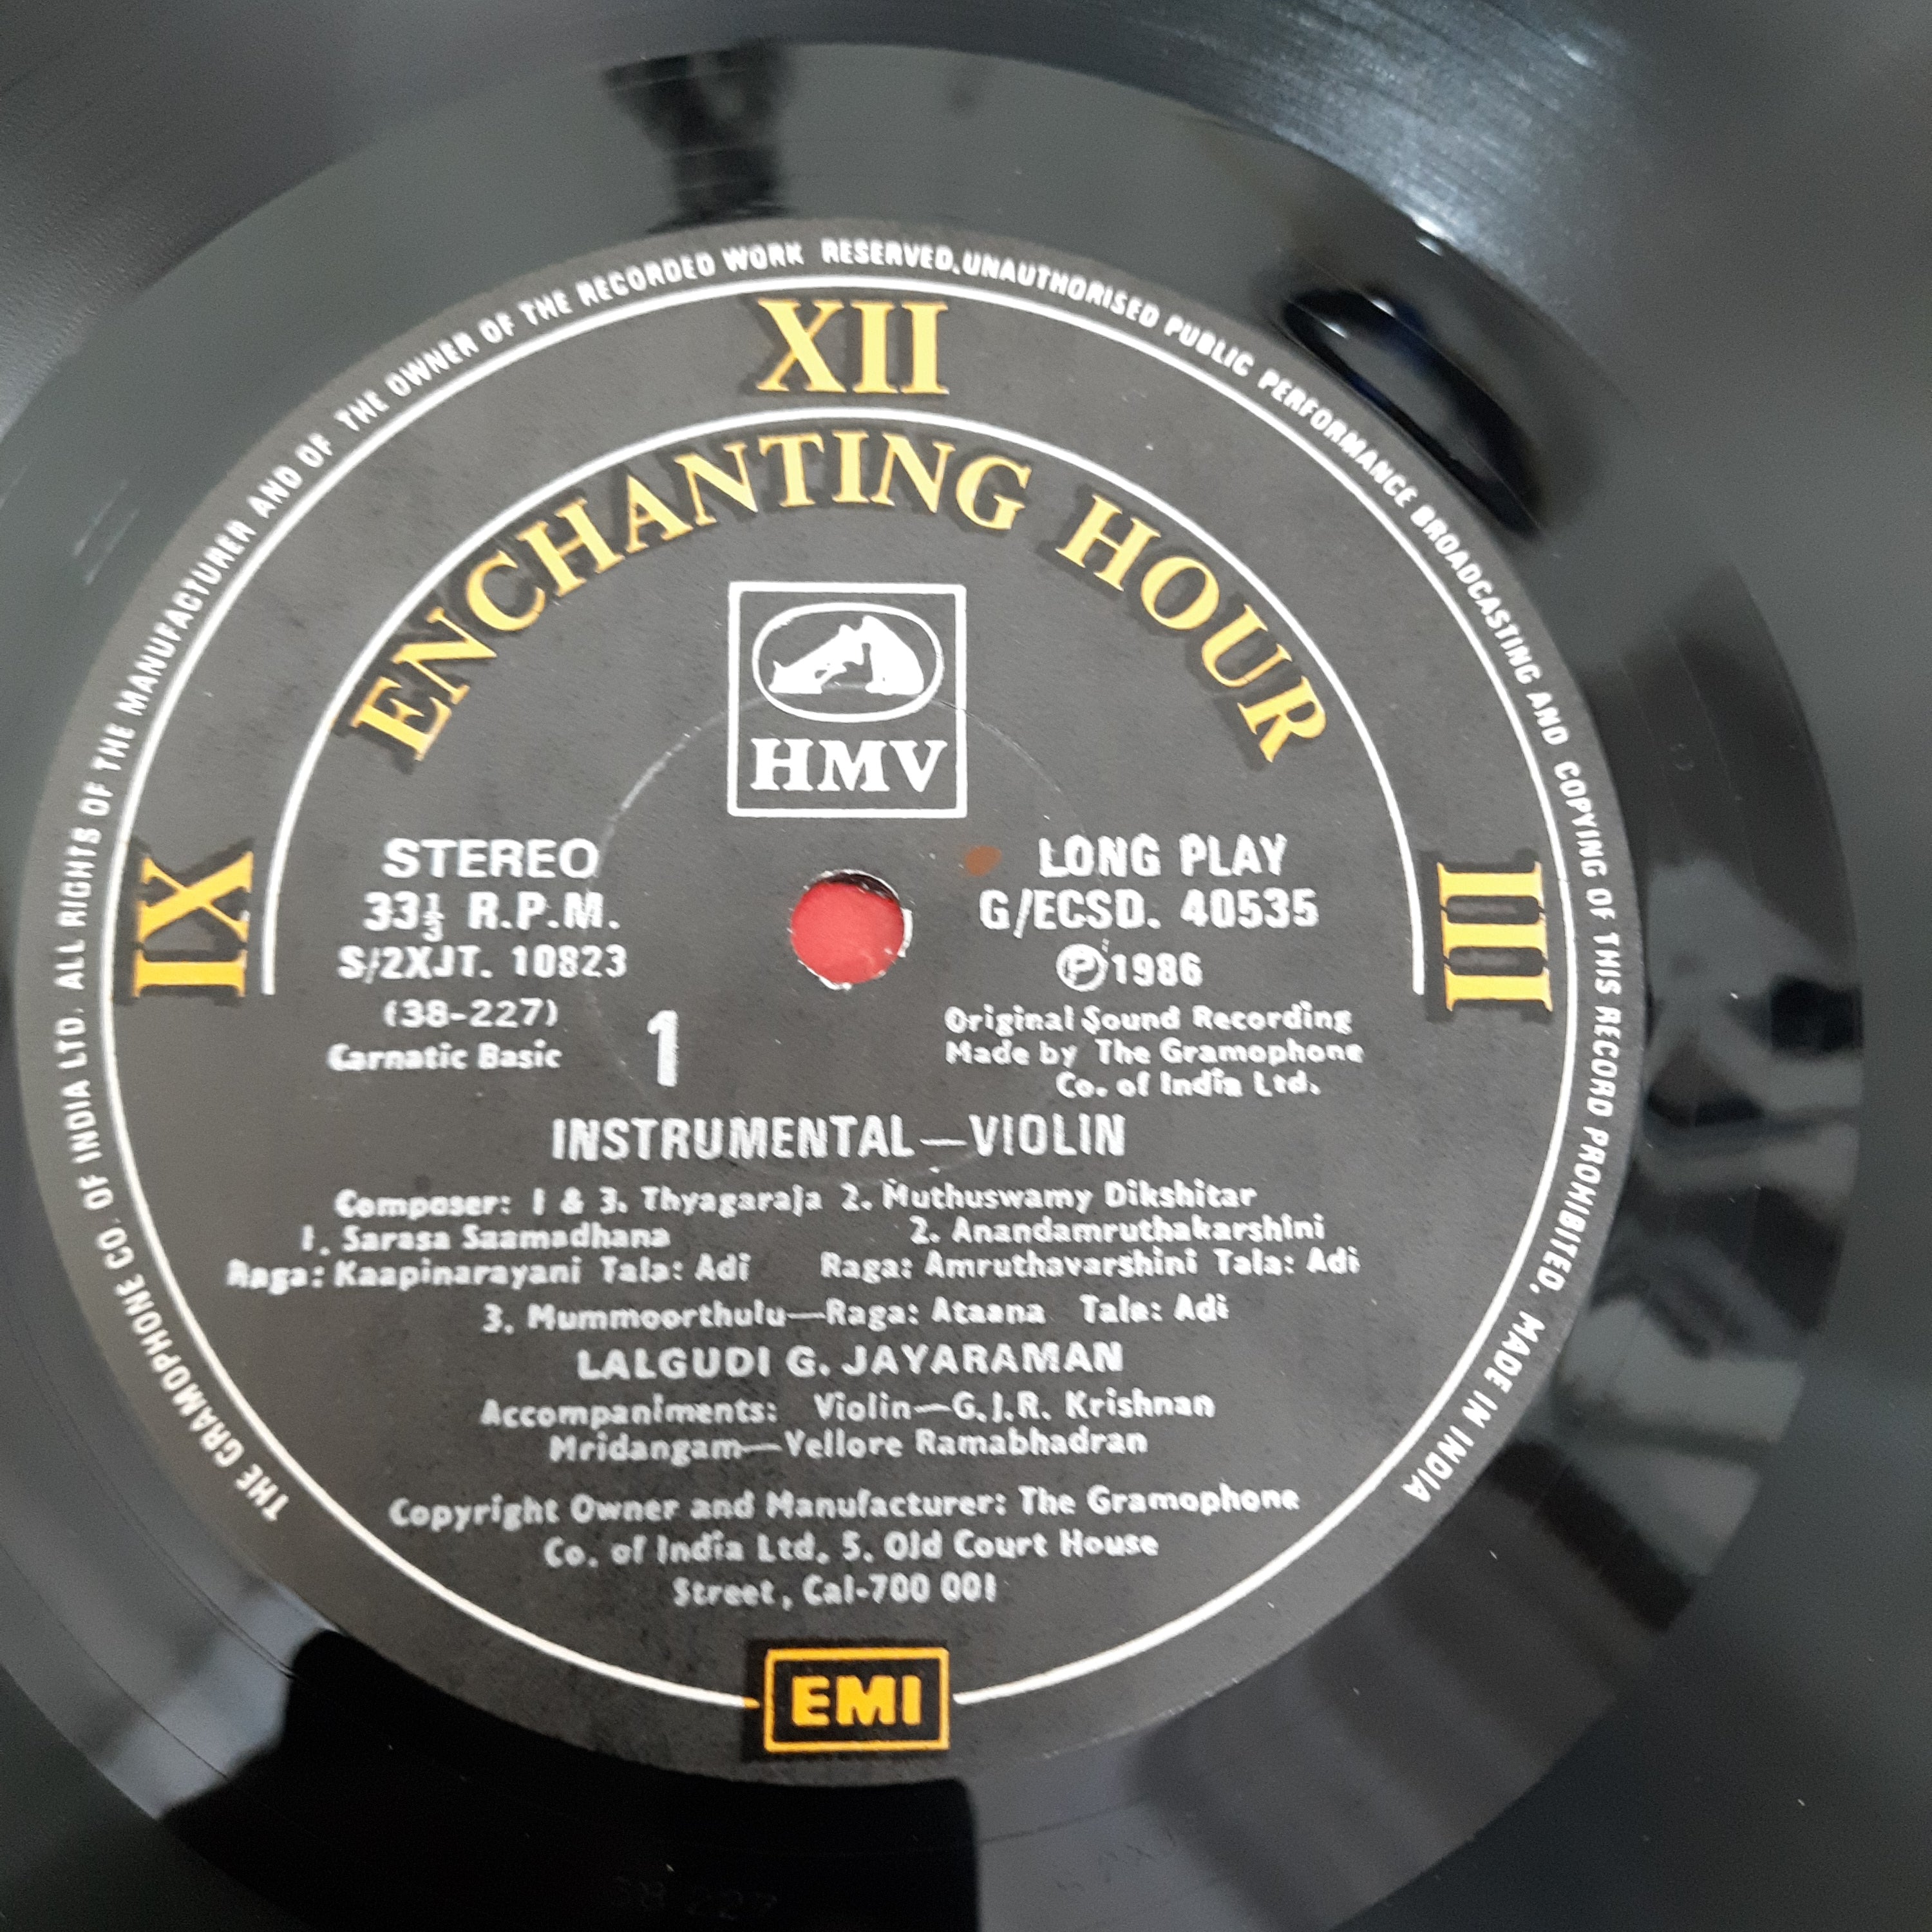 THE GRAMOPHONE CO. OF INDIA LTD. ALL RIGHTS OF THE MANUFACTURER AND OF THE OWNER OF THE RECORDED WORK RESERVED. UNAUTHORISED PUBLIC PERFORMANCE BROADCASTING AND COPYING OF THIS RECORD PROHIBITED. MADE IN INDIA
XII
ENCHANTING HOUR
HMV
IX
III
STEREO
33⅓ R.P.M.
S/2XJT. 10823
(38-227)
Carnatic Basic
1
LONG PLAY
G/ECSD. 40535
Ⓟ1986
Original Sound Recording
Made by The Gramophone
Co. of India Ltd.
INSTRUMENTAL—VIOLIN
Composer: 1 & 3. Thyagaraja 2. Muthuswamy Dikshitar
1. Sarasa Saamadhana 2. Anandamruthakarshini
Raga: Kaapinarayani Tala: Adi Raga: Amruthavarshini Tala: Adi
3. Mummoorthulu—Raga: Ataana Tala: Adi
LALGUDI G. JAYARAMAN
Accompaniments: Violin—G.J.R. Krishnan
Mridangam—Vellore Ramabhadran
Copyright Owner and Manufacturer: The Gramophone
Co. of India Ltd. 5. Old Court House
Street, Cal-700 001
EMI